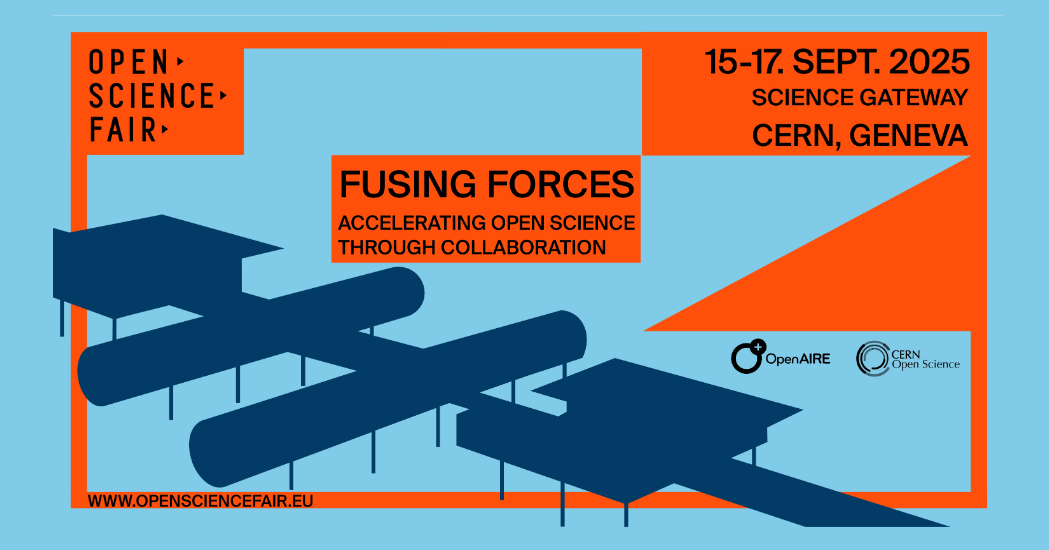 OPEN
SCIENCE
FAIR
15-17. SEPT. 2025
SCIENCE GATEWAY
CERN, GENEVA
FUSING FORCES
ACCELERATING OPEN SCIENCE
THROUGH COLLABORATION
OpenAIRE
CERN
Open Science
WWW.OPENSCIENCEFAIR.EU